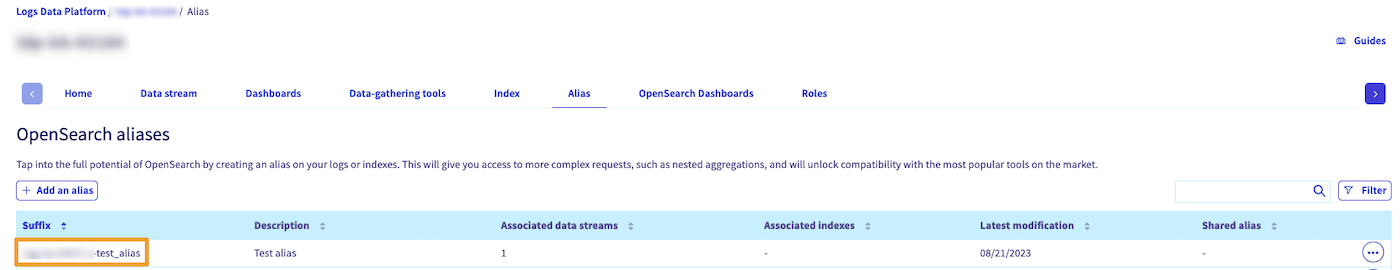 Logs Data Platform / / Alias
Guides
Home Data stream Dashboards Data-gathering tools Index Alias OpenSearch Dashboards Roles
OpenSearch aliases
Tap into the full potential of OpenSearch by creating an alias on your logs or indexes. This will give you access to more complex requests, such as nested aggregations, and will unlock compatibility with the most popular tools on the market.
+ Add an alias Filter
Suffix Description Associated data streams Associated indexes Latest modification Shared alias
-test_alias Test alias 1 - 08/21/2023 -